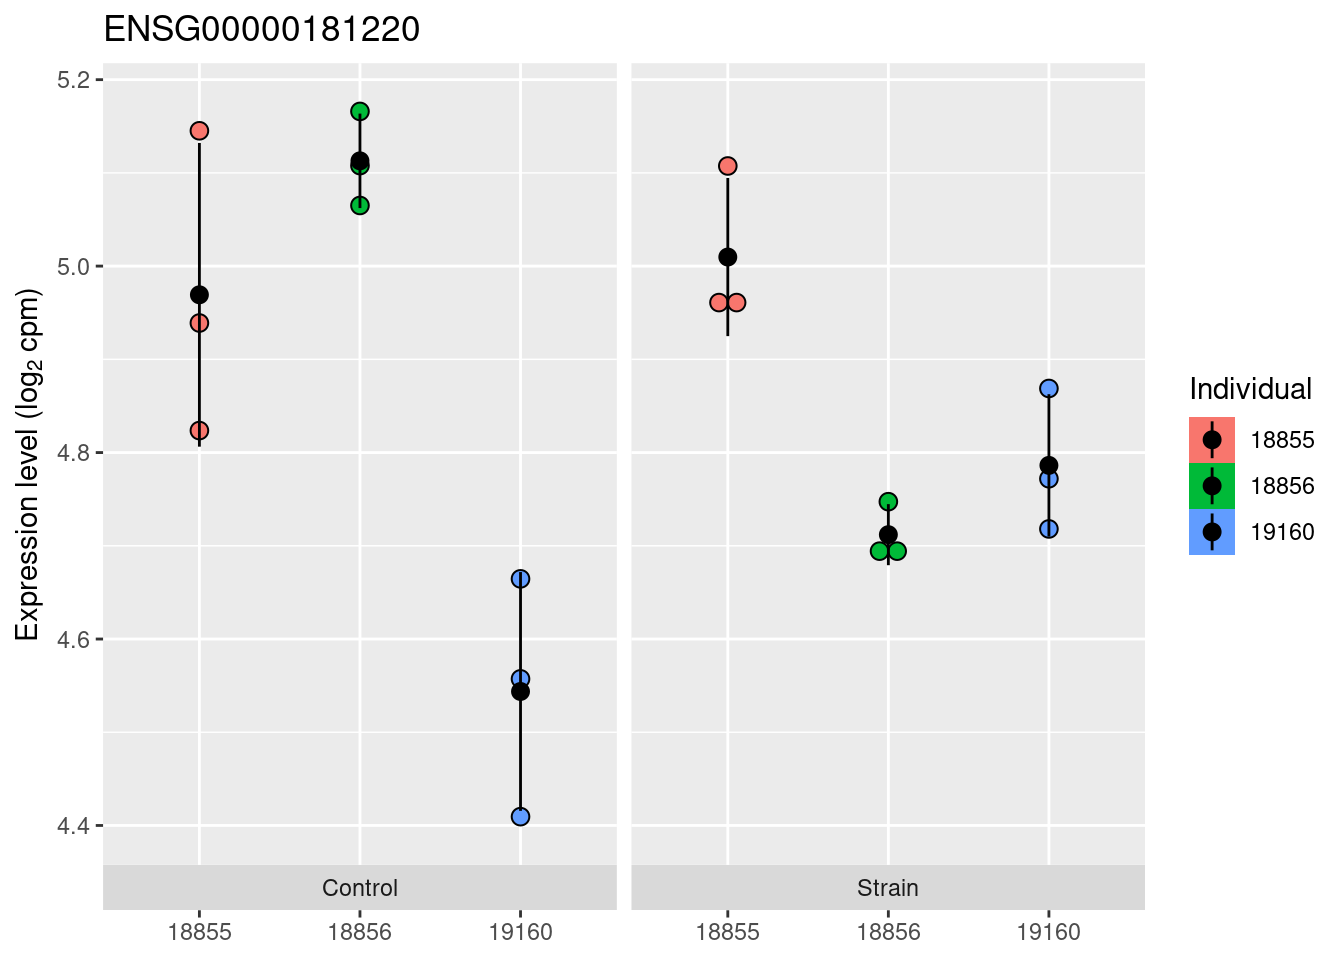 ENSG00000181220
Expression level (log₂ cpm)
5.2
5.0
4.8
4.6
4.4
Control
Strain
18855
18856
19160
18855
18856
19160
Individual
18855
18856
19160